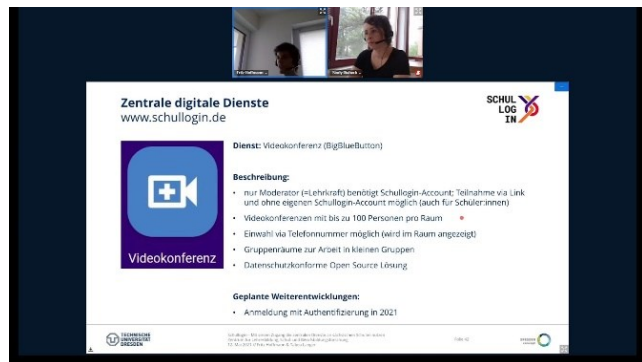 Zentrale digitale Dienste
www.schullogin.de
SCHUL
LOG
IN
Dienst: Videokonferenz (BigBlueButton)
Beschreibung:
• nur Moderator (=Lehrkraft) benötigt Schullogin-Account; Teilnahme via Link
und ohne eigenen Schullogin-Account möglich (auch für Schüler:innen)
• Videokonferenzen mit bis zu 100 Personen pro Raum
• Einwahl via Telefonnummer möglich (wird im Raum angezeigt)
• Gruppenräume zur Arbeit in kleinen Gruppen
• Datenschutzkonforme Open Source Lösung
Videokonferenz
Geplante Weiterentwicklungen:
• Anmeldung mit Authentifizierung in 2021
TECHNISCHE
UNIVERSITÄT
DRESDEN